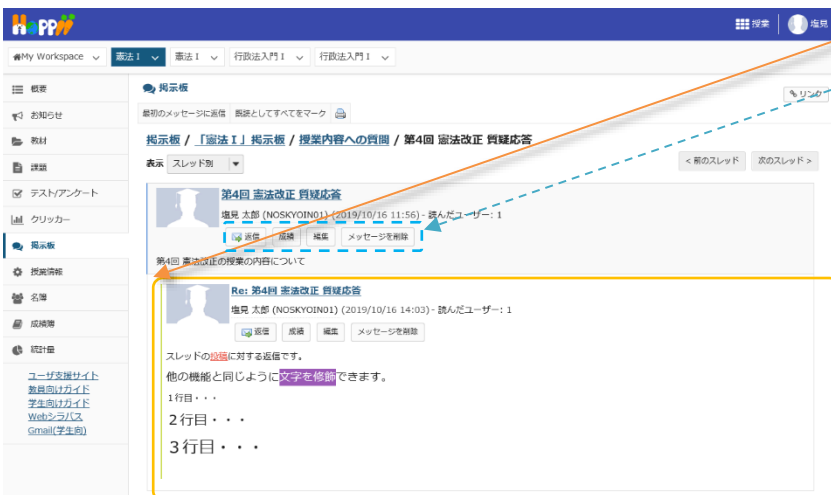 HoPPii
授業
塩見
My Workspace
憲法 I
憲法 I
行政法入門 I
行政法入門 I
概要
お知らせ
教材
課題
テスト/アンケート
クリッカー
掲示板
授業情報
名簿
成績簿
統計量
ユーザ支援サイト
教員向けガイド
学生向けガイド
Webシラバス
Gmail(学生向)
掲示板
リンク
最初のメッセージに返信 既読としてすべてをマーク
掲示板 / 「憲法 I 」掲示板 / 授業内容への質問 / 第4回 憲法改正 質疑応答
表示 スレッド別
< 前のスレッド 次のスレッド >
第4回 憲法改正 質疑応答
塩見 太郎 (NOSKYOIN01) (2019/10/16 11:56) - 読んだユーザー: 1
返信 成績 編集 メッセージを削除
第4回 憲法改正の授業の内容について
Re: 第4回 憲法改正 質疑応答
塩見 太郎 (NOSKYOIN01) (2019/10/16 14:03) - 読んだユーザー: 1
返信 成績 編集 メッセージを削除
スレッドの投稿に対する返信です。
他の機能と同じように文字を修飾できます。
1行目・・・
2行目・・・
3行目・・・